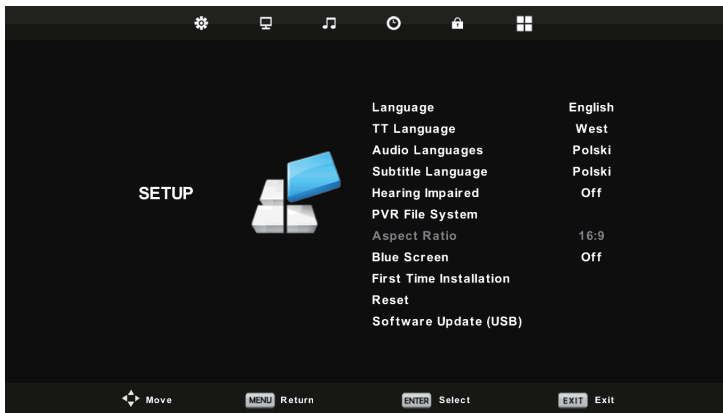 SETUP
Language English
TT Language West
Audio Languages Polski
Subtitle Language Polski
Hearing Impaired Off
PVR File System
Aspect Ratio 16:9
Blue Screen Off
First Time Installation
Reset
Software Update (USB)
Move MENU Return ENTER Select EXIT Exit